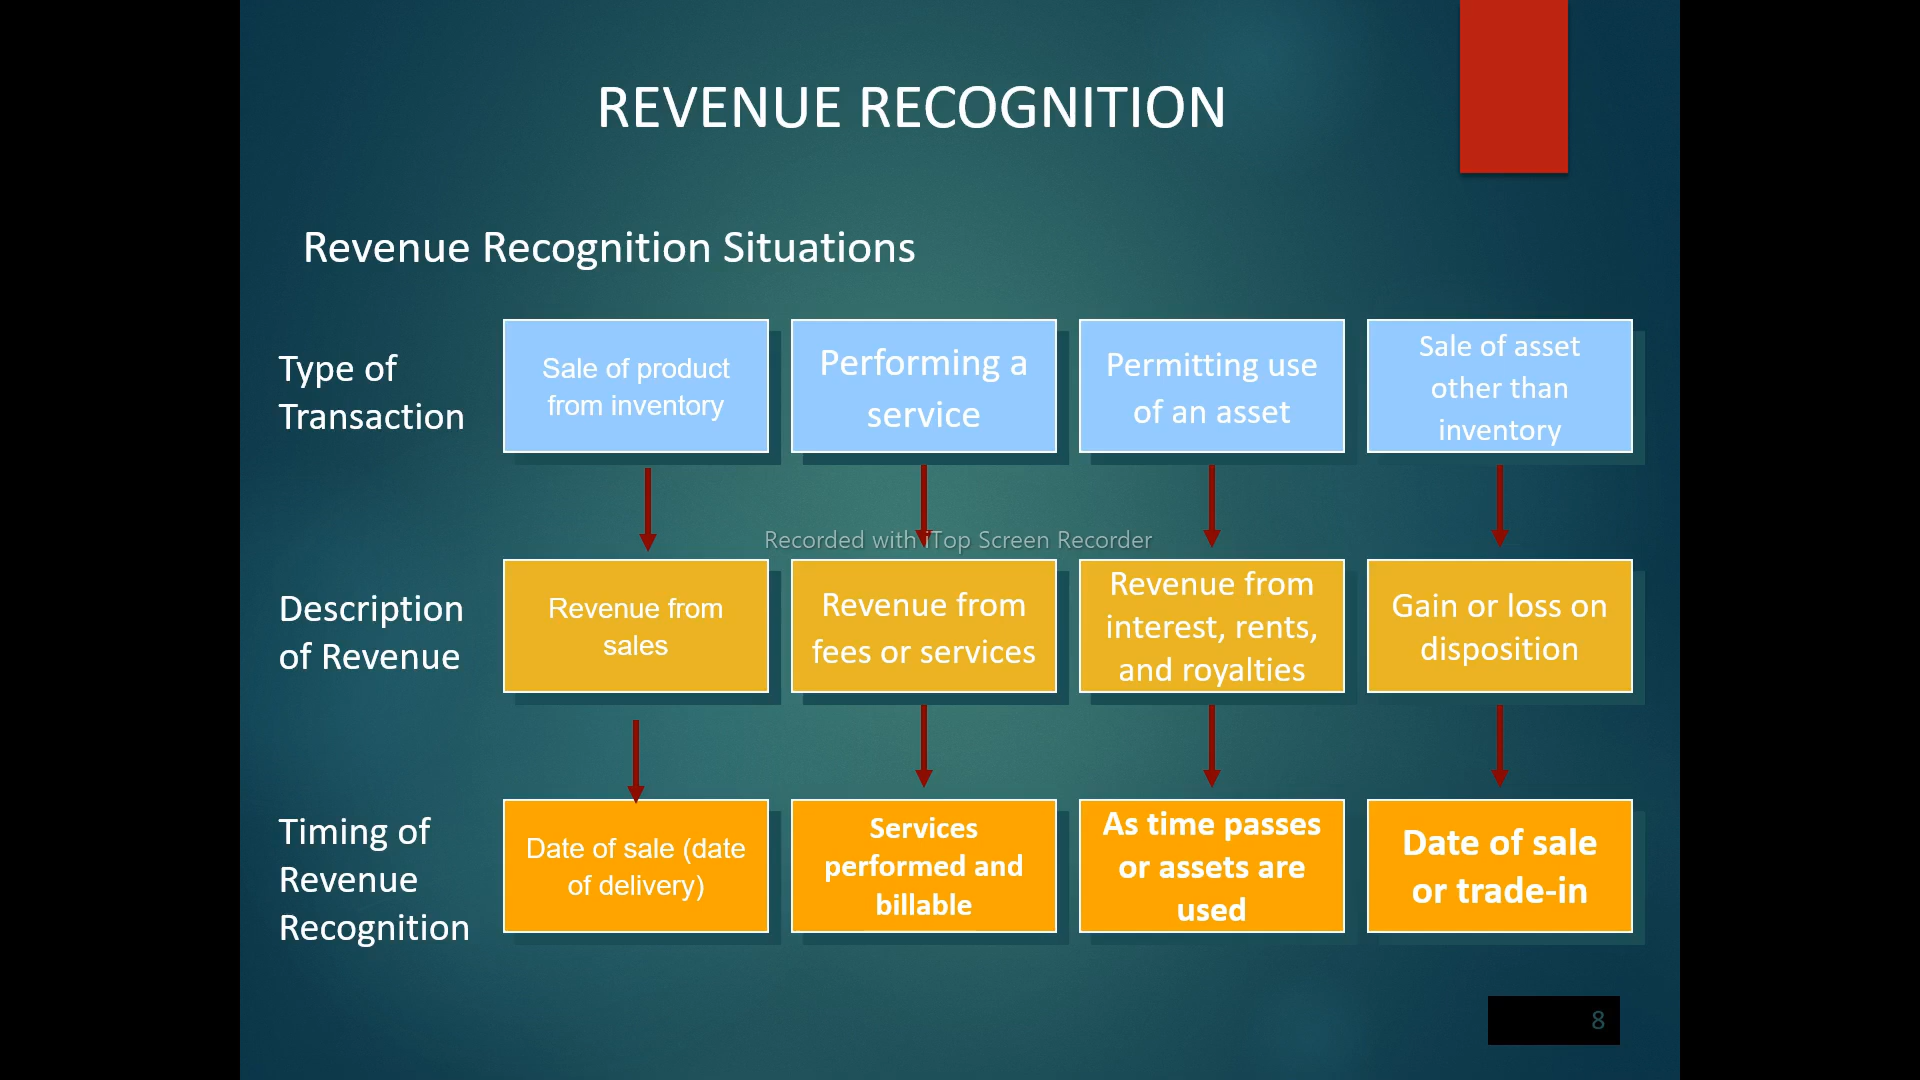 REVENUE RECOGNITION
Revenue Recognition Situations
Type of
Transaction
Sale of product
from inventory
Performing a
service
Permitting use
of an asset
Sale of asset
other than
inventory
Recorded with iTop Screen Recorder
Description
of Revenue
Revenue from
sales
Revenue from
fees or services
Revenue from
interest, rents,
and royalties
Gain or loss on
disposition
Timing of
Revenue
Recognition
Date of sale (date
of delivery)
Services
performed and
billable
As time passes
or assets are
used
Date of sale
or trade-in
8